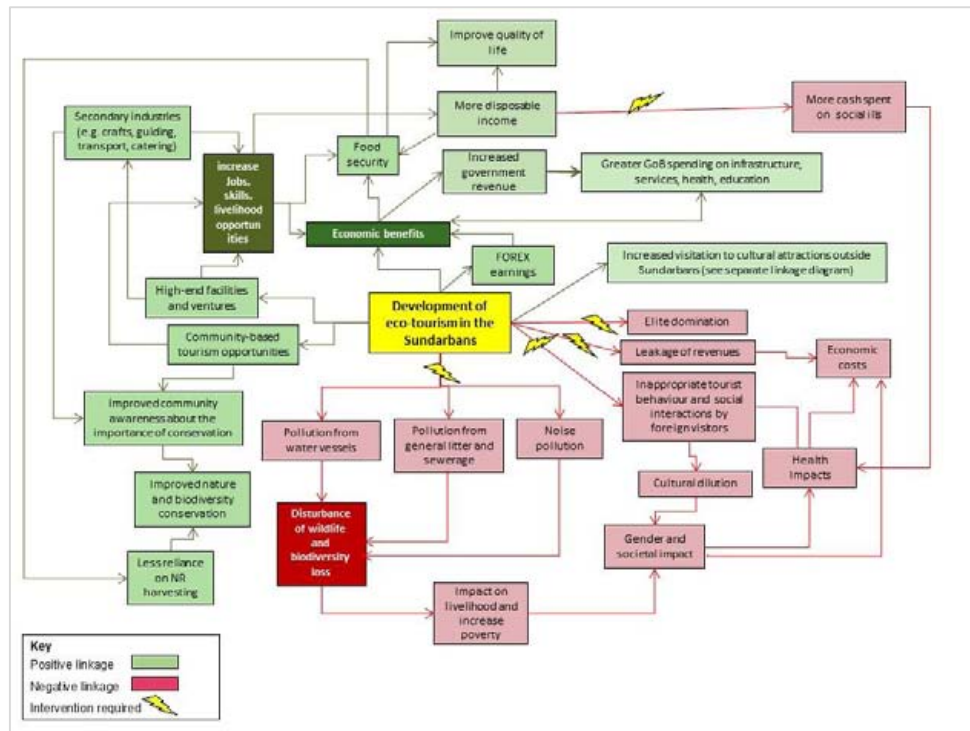 Improve quality of
life
More disposable
income
More cash spent
on social ills
Secondary industries
(e.g. crafts, guiding,
transport, catering)
Food
security
Increased
government
revenue
Greater GoB spending on infrastructure,
services, health, education
increase
Jobs,
skills,
livelihood
opportun
ities
Economic benefits
FOREX
earnings
Increased visitation to cultural attractions outside
Sundarbans (see separate linkage diagram)
High-end facilities
and ventures
Development of
eco-tourism in the
Sundarbans
Elite domination
Community-based
tourism opportunities
Leakage of revenues
Economic
costs
Inappropriate tourist
behaviour and social
interactions by
foreign visitors
Improved community
awareness about the
importance of conservation
Pollution from
water vessels
Pollution from
general litter and
sewerage
Noise
pollution
Health
Impacts
Cultural dilution
Improved nature
and biodiversity
conservation
Disturbance
of wildlife
and
biodiversity
loss
Gender and
societal impact
Less reliance
on NR
harvesting
Impact on
livelihood and
increase
poverty
Key
Positive linkage
Negative linkage
Intervention required